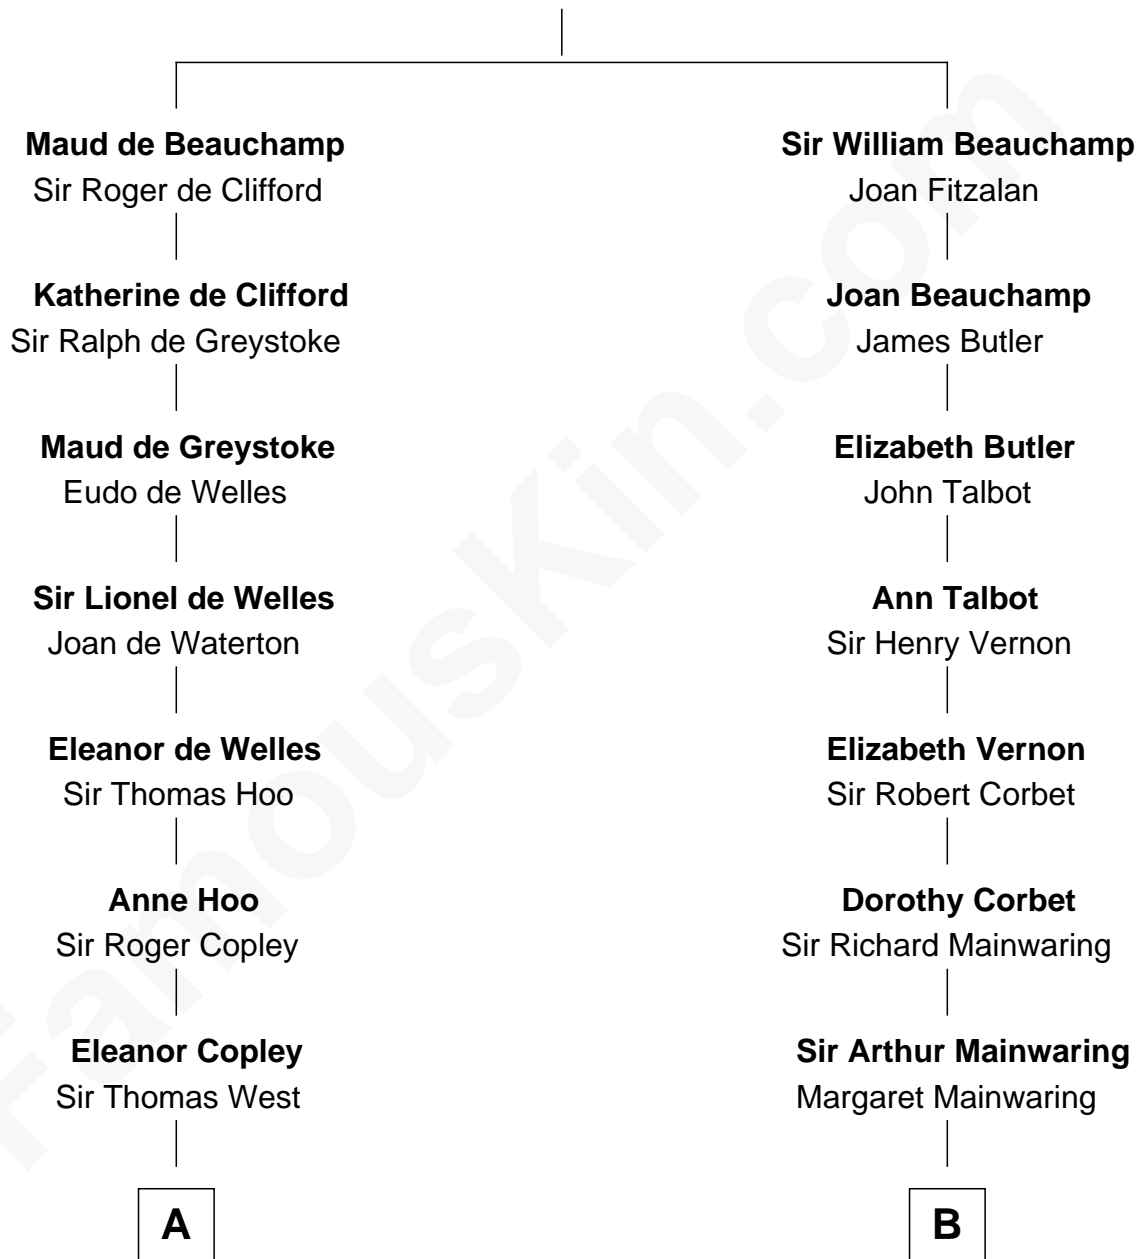 Maud de Beauchamp
Sir Roger de Clifford
Katherine de Clifford
Sir Ralph de Greystoke
Maud de Greystoke
Eudo de Welles
Sir Lionel de Welles
Joan de Waterton
Eleanor de Welles
Sir Thomas Hoo
Anne Hoo
Sir Roger Copley
Eleanor Copley
Sir Thomas West
A
Sir William Beauchamp
Joan Fitzalan
Joan Beauchamp
James Butler
Elizabeth Butler
John Talbot
Ann Talbot
Sir Henry Vernon
Elizabeth Vernon
Sir Robert Corbet
Dorothy Corbet
Sir Richard Mainwaring
Sir Arthur Mainwaring
Margaret Mainwaring
B
FamousKin.com